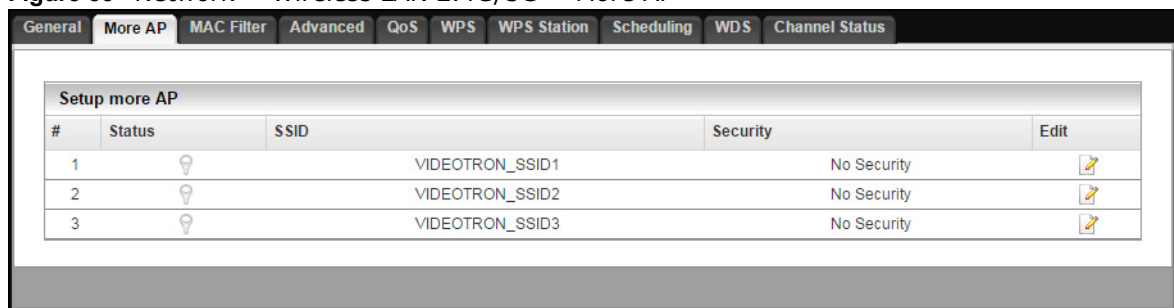 General More AP MAC Filter Advanced QoS WPS WPS Station Scheduling WDS Channel Status
Setup more AP
# Status SSID Security Edit
1 VIDEOTRON_SSID1 No Security
2 VIDEOTRON_SSID2 No Security
3 VIDEOTRON_SSID3 No Security